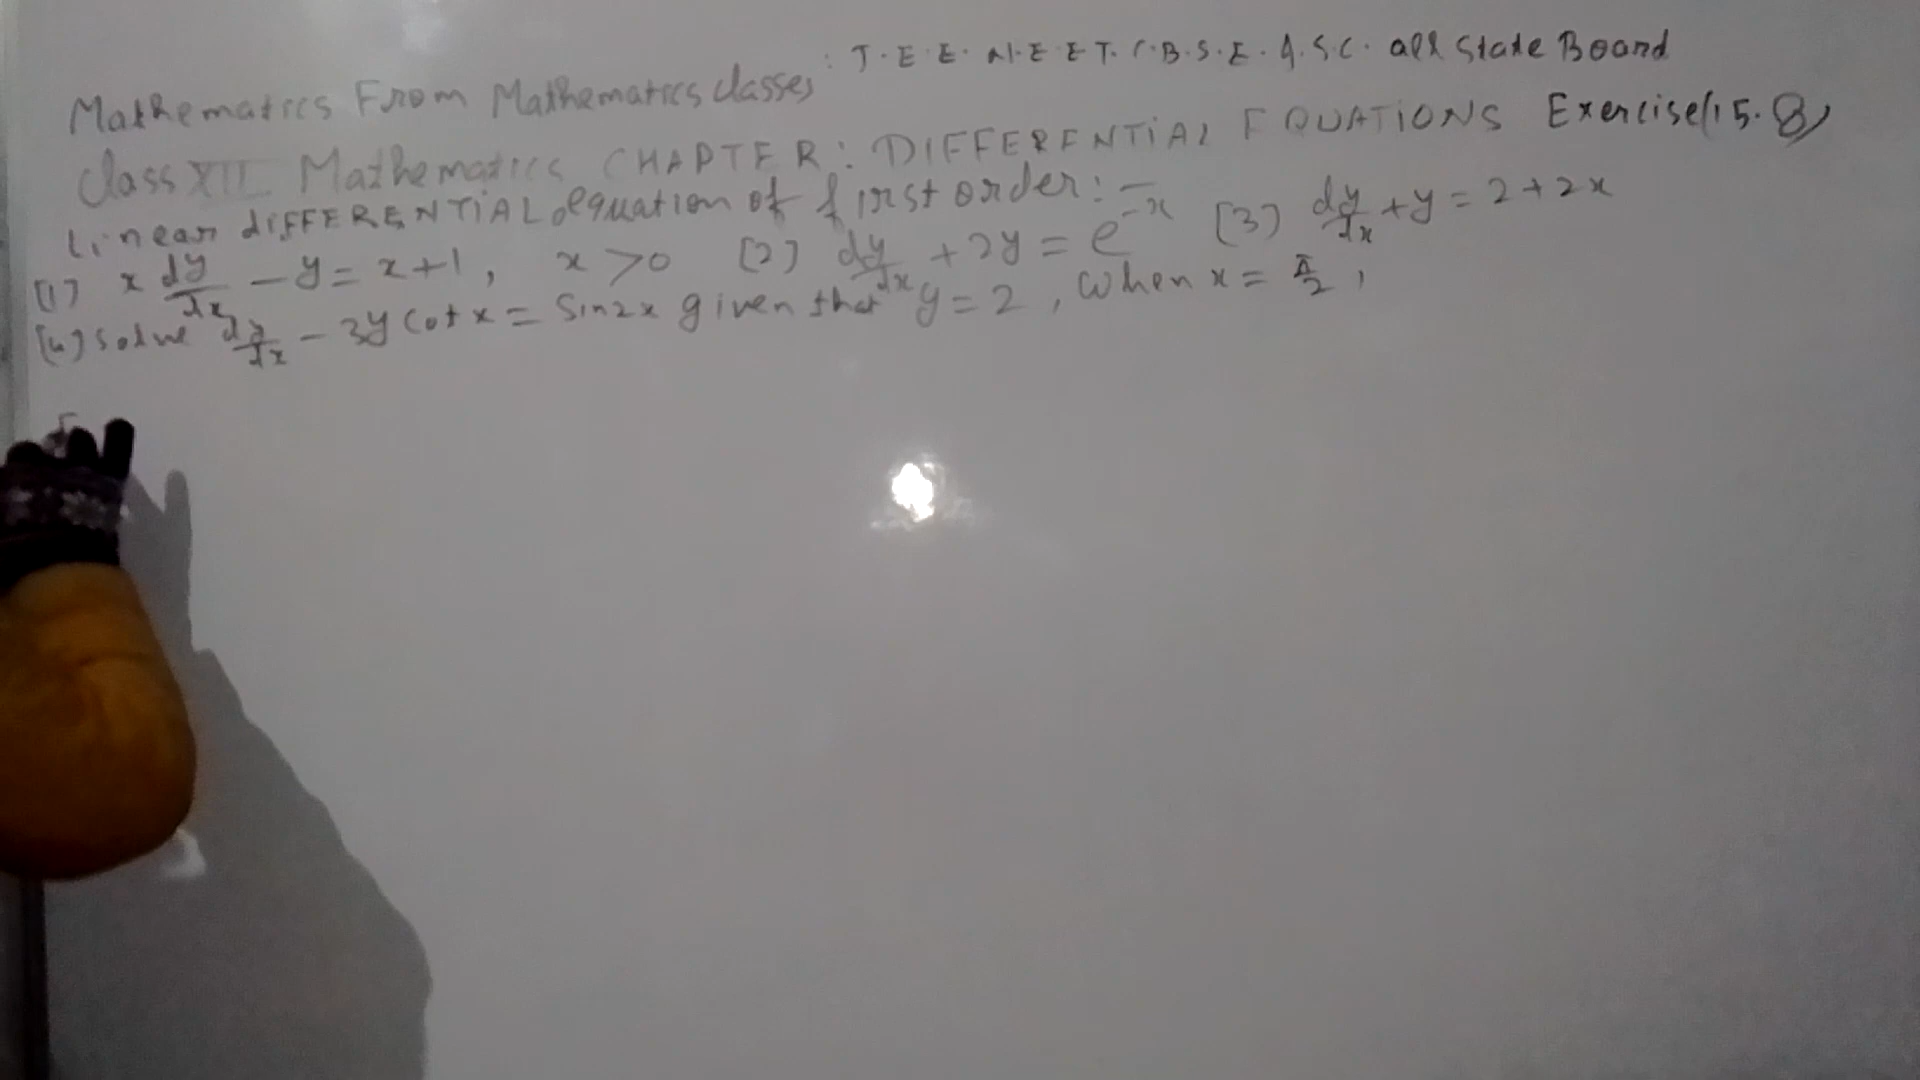 Mathematics From Mathematics classes : J.E.E. N.E.E T. C.B.S.E. I.S.C. all State Board
Class XII Mathematics CHAPTER : DIFFERENTIAL EQUATIONS Exercise(15.8)
Linear DIFFERENTIAL equation of first order:-
(1) x dy/dx - y = x+1, x > 0 (2) dy/dx + 2y = e^-x (3) dy/dx + y = 2+2x
(4) solve dy/dx - 3y Cot x = Sin2x given that y = 2, when x = π/2,